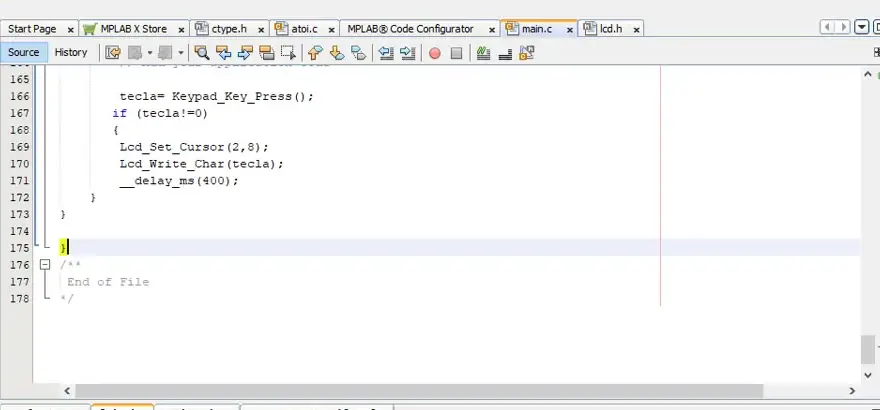 Start Page MPLAB X Store ctype.h atoi.c MPLAB® Code Configurator main.c lcd.h
Source History
165
166 tecla= Keypad_Key_Press();
167 if (tecla!=0)
168 {
169 Lcd_Set_Cursor(2,8);
170 Lcd_Write_Char(tecla);
171 __delay_ms(400);
172 }
173 }
174
175 }
176 /**
177 End of File
178 */